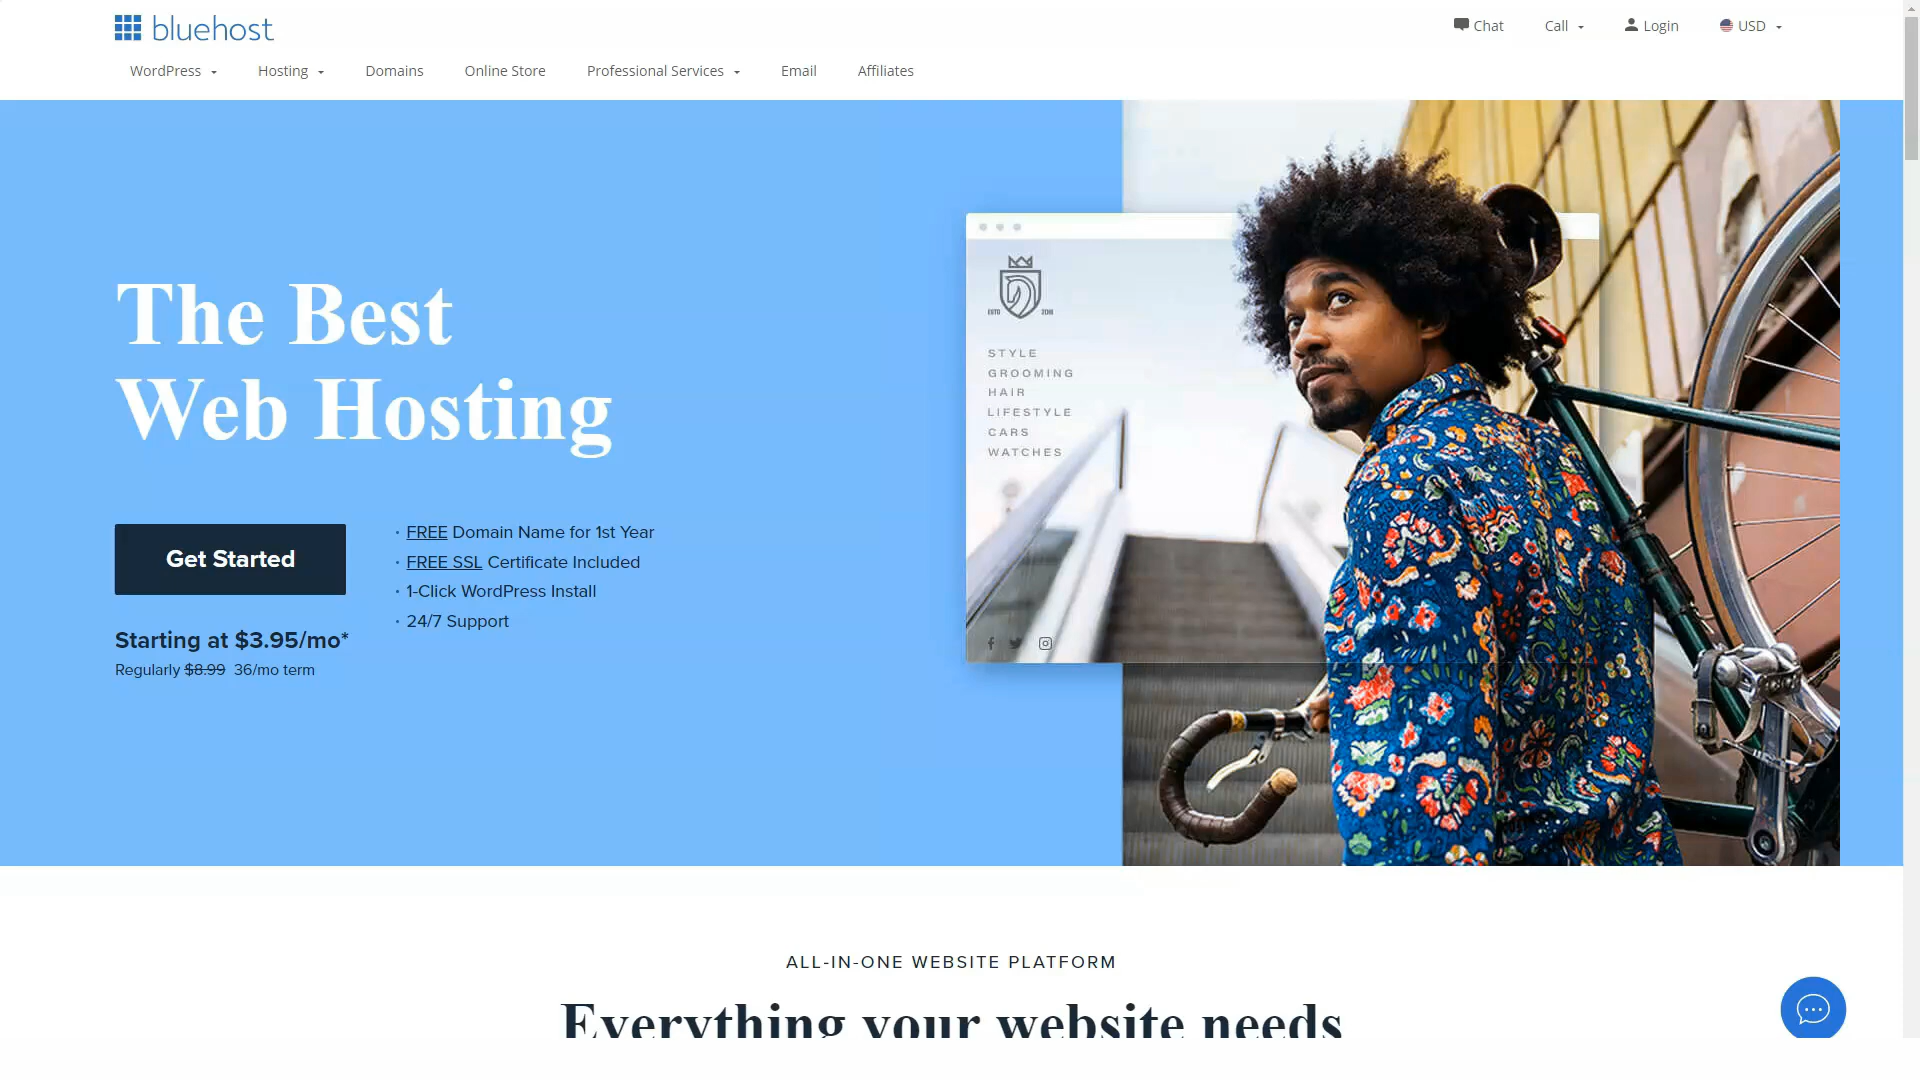 bluehost
Chat
Call
Login
USD
WordPress
Hosting
Domains
Online Store
Professional Services
Email
Affiliates
The Best
Web Hosting
Get Started
Starting at $3.95/mo*
Regularly $8.99 36/mo term
· FREE Domain Name for 1st Year
· FREE SSL Certificate Included
· 1-Click WordPress Install
· 24/7 Support
ESTD 2018
STYLE
GROOMING
HAIR
LIFESTYLE
CARS
WATCHES
ALL-IN-ONE WEBSITE PLATFORM
Everything your website needs